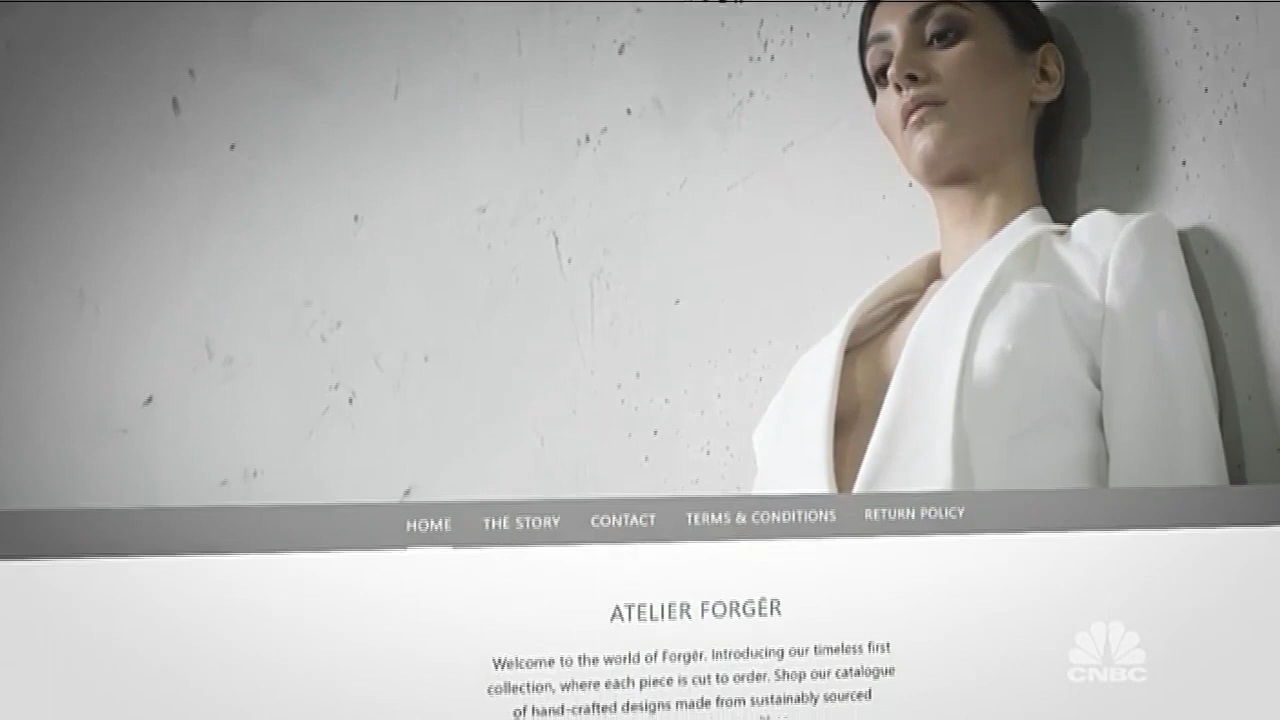 HOME THE STORY CONTACT TERMS & CONDITIONS RETURN POLICY
ATELIER FORGÊR
Welcome to the world of Forgêr. Introducing our timeless first
collection, where each piece is cut to order. Shop our catalogue
of hand-crafted designs made from sustainably sourced
CNBC